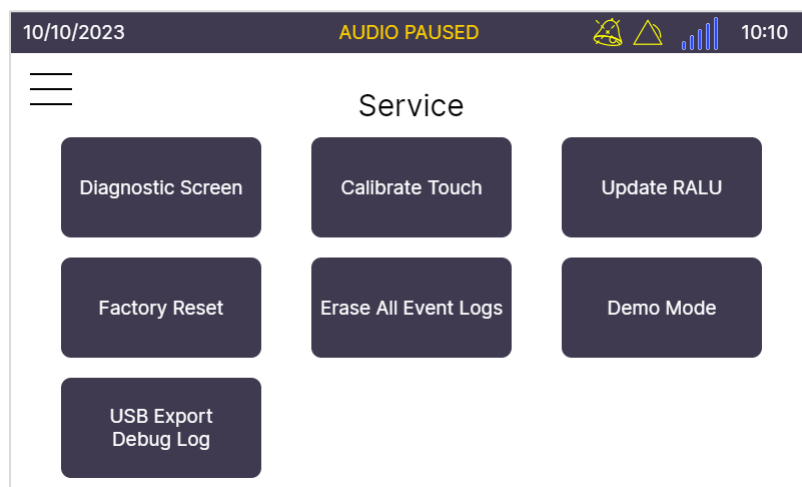 10/10/2023 AUDIO PAUSED 10:10
Service
Diagnostic Screen Calibrate Touch Update RALU
Factory Reset Erase All Event Logs Demo Mode
USB Export
Debug Log